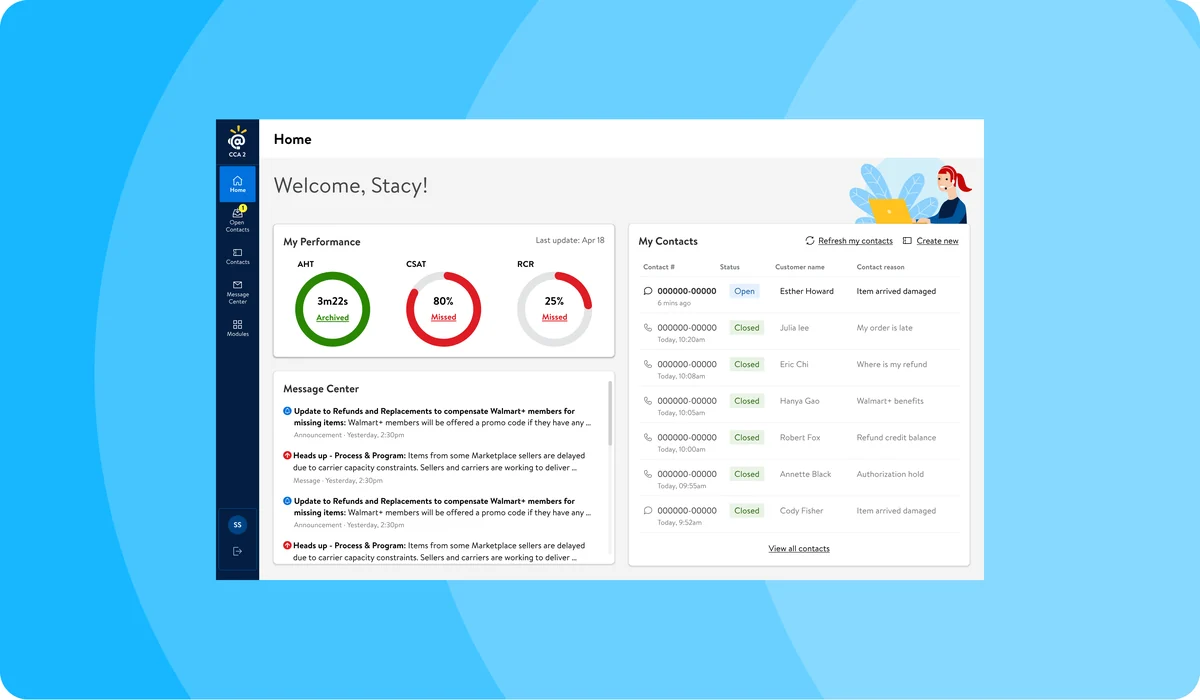 CCA 2
Home
Home
1
Open
Contacts
Contacts
Message
Center
Modules
SS
Welcome, Stacy!
My Performance
Last update: Apr 18
AHT
CSAT
RCR
3m22s
80%
25%
Archived
Missed
Missed
Message Center
Update to Refunds and Replacements to compensate Walmart+ members for
missing items: Walmart+ members will be offered a promo code if they have any ...
Announcement · Yesterday, 2:30pm
Heads up - Process & Program: Items from some Marketplace sellers are delayed
due to carrier capacity constraints. Sellers and carriers are working to deliver ...
Message · Yesterday, 2:30pm
Update to Refunds and Replacements to compensate Walmart+ members for
missing items: Walmart+ members will be offered a promo code if they have any ...
Announcement · Yesterday, 2:30pm
Heads up - Process & Program: Items from some Marketplace sellers are delayed
due to carrier capacity constraints. Sellers and carriers are working to deliver ...
My Contacts
Refresh my contacts
Create new
Contact # Status Customer name Contact reason
000000-00000 Open Esther Howard Item arrived damaged
6 mins ago
000000-00000 Closed Julia lee My order is late
Today, 10:20am
000000-00000 Closed Eric Chi Where is my refund
Today, 10:08am
000000-00000 Closed Hanya Gao Walmart+ benefits
Today, 10:05am
000000-00000 Closed Robert Fox Refund credit balance
Today, 10:00am
000000-00000 Closed Annette Black Authorization hold
Today, 09:55am
000000-00000 Closed Cody Fisher Item arrived damaged
Today, 9:52am
View all contacts